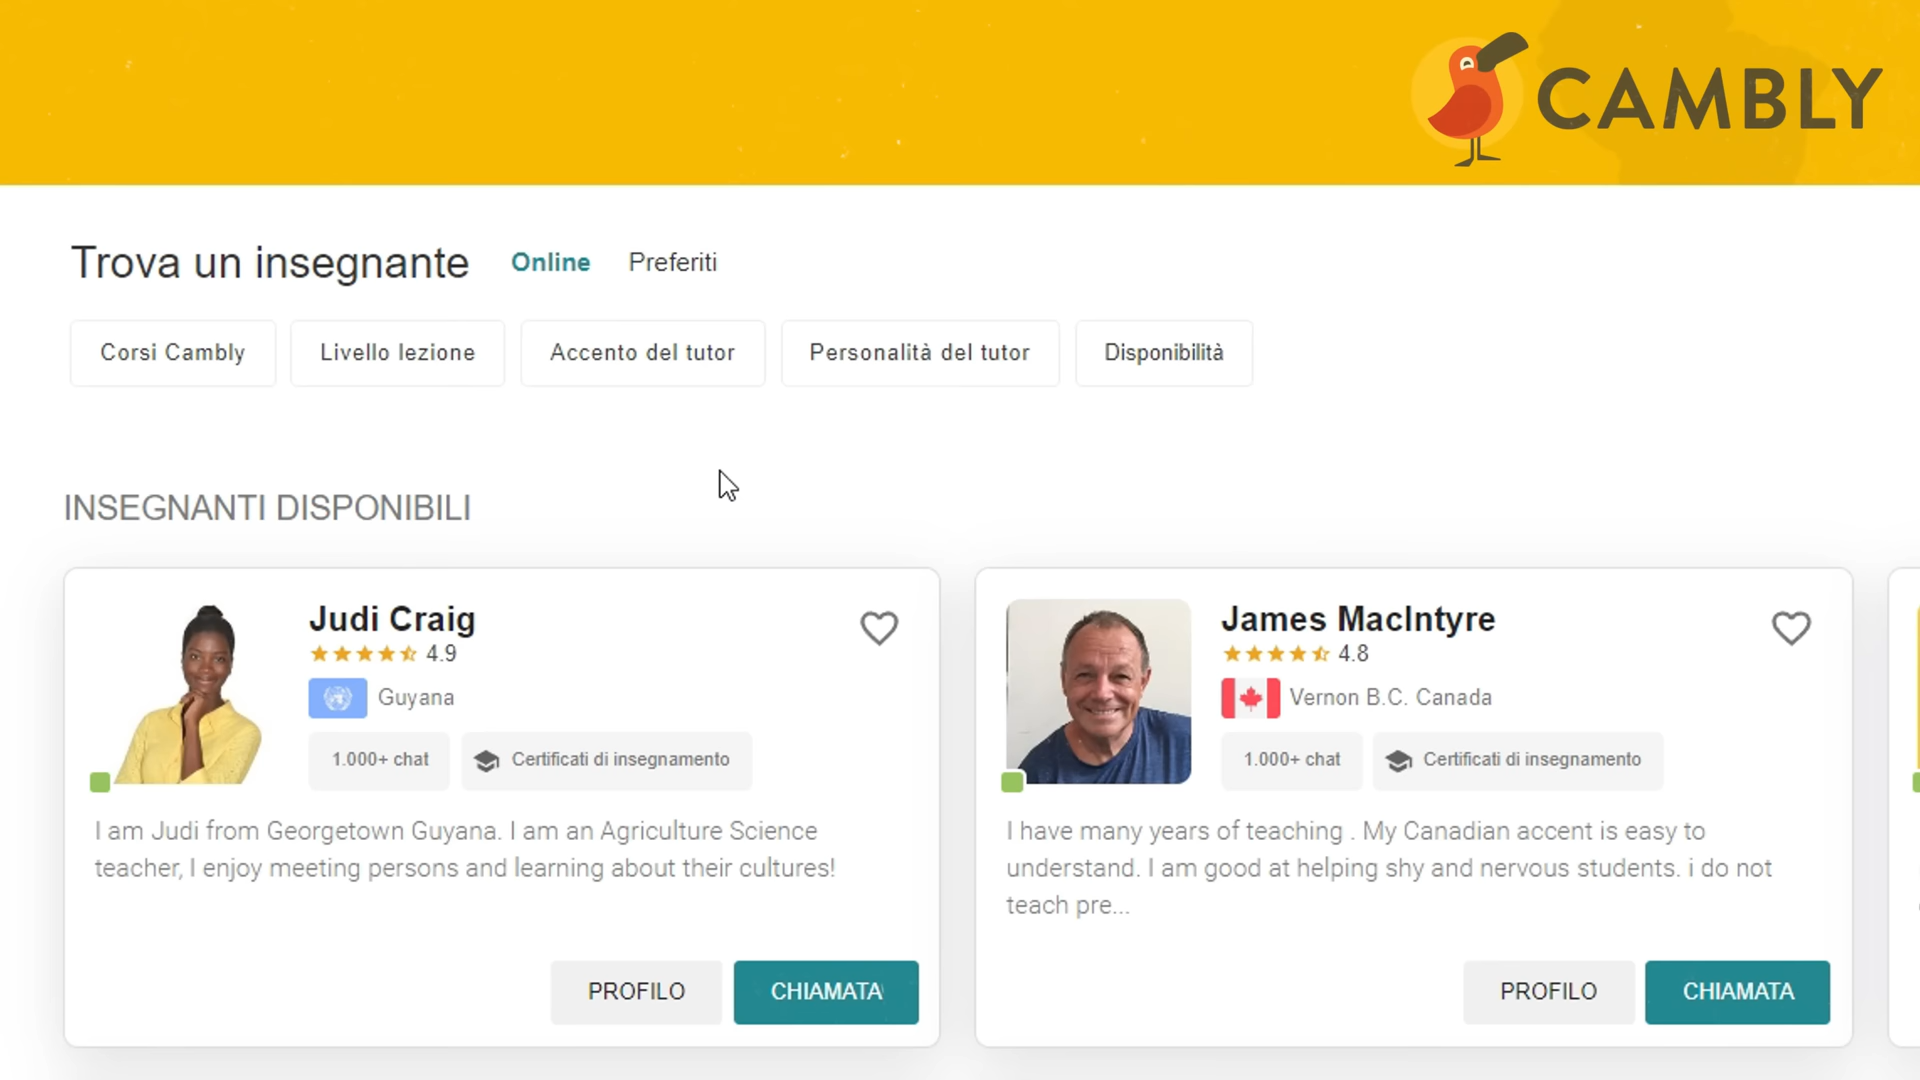 CAMBLY
Trova un insegnante Online Preferiti
Corsi Cambly Livello lezione Accento del tutor Personalità del tutor Disponibilità
INSEGNANTI DISPONIBILI
Judi Craig
4.9
Guyana
1.000+ chat Certificati di insegnamento
I am Judi from Georgetown Guyana. I am an Agriculture Science
teacher, I enjoy meeting persons and learning about their cultures!
PROFILO CHIAMATA
James MacIntyre
4.8
Vernon B.C. Canada
1.000+ chat Certificati di insegnamento
I have many years of teaching . My Canadian accent is easy to
understand. I am good at helping shy and nervous students. i do not
teach pre...
PROFILO CHIAMATA